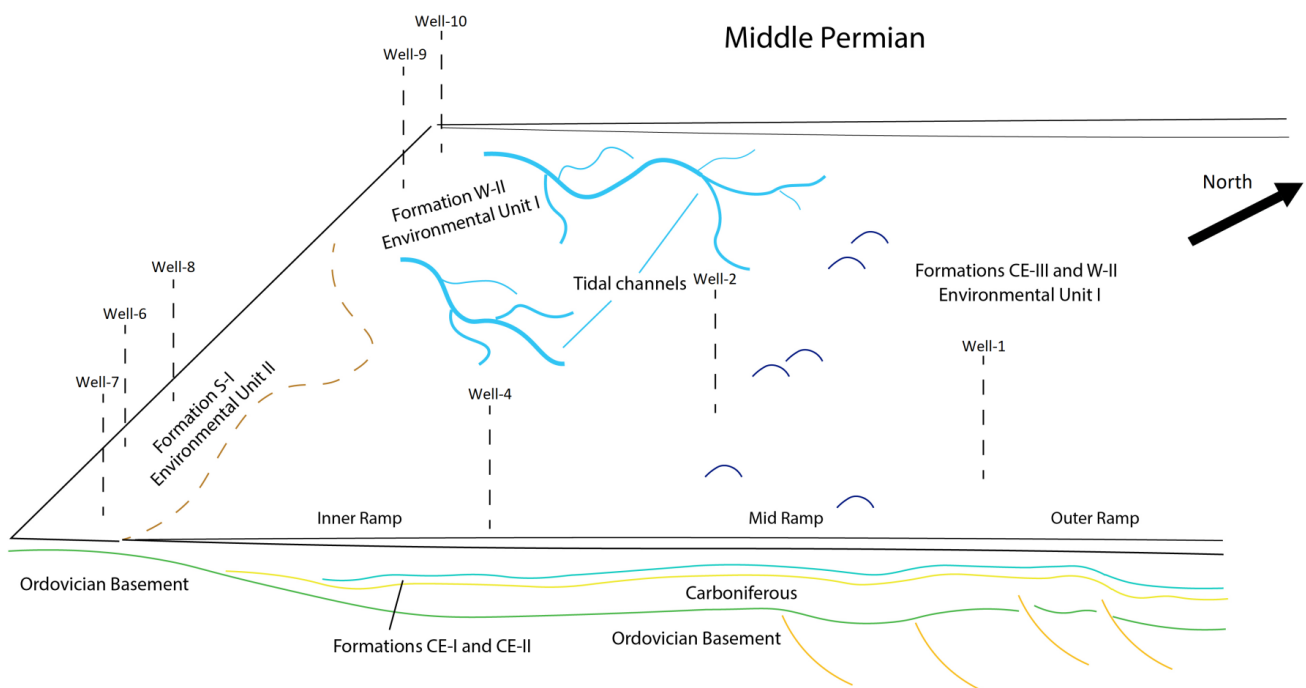 Well-10
Middle Permian
Well-9
North
Formation W-II
Environmental Unit I
Well-8
Tidal channels
Well-2
Formations CE-III and W-II
Environmental Unit I
Well-6
Well-1
Well-7
Formation S-I
Environmental Unit II
Well-4
Inner Ramp
Mid Ramp
Outer Ramp
Ordovician Basement
Carboniferous
Formations CE-I and CE-II
Ordovician Basement